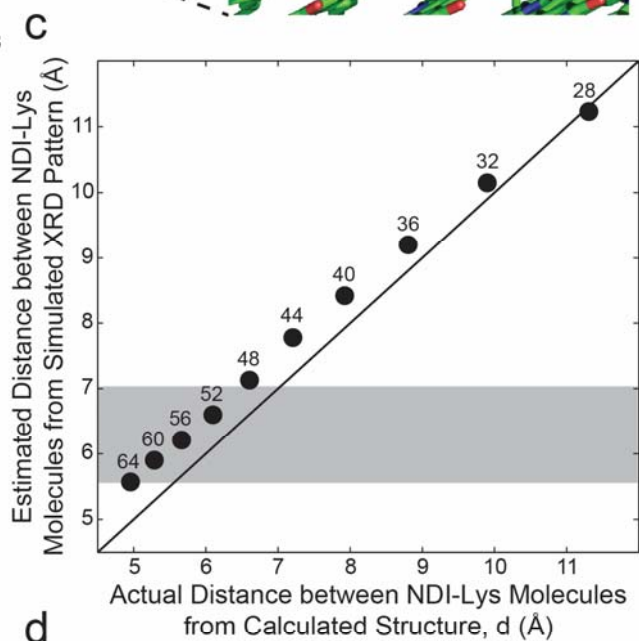 s
c
Estimated Distance between NDI-Lys
Molecules from Simulated XRD Pattern (Å)
11
10
9
8
7
6
5
28
32
36
40
44
48
52
56
60
64
5 6 7 8 9 10 11
Actual Distance between NDI-Lys Molecules
from Calculated Structure, d (Å)
d